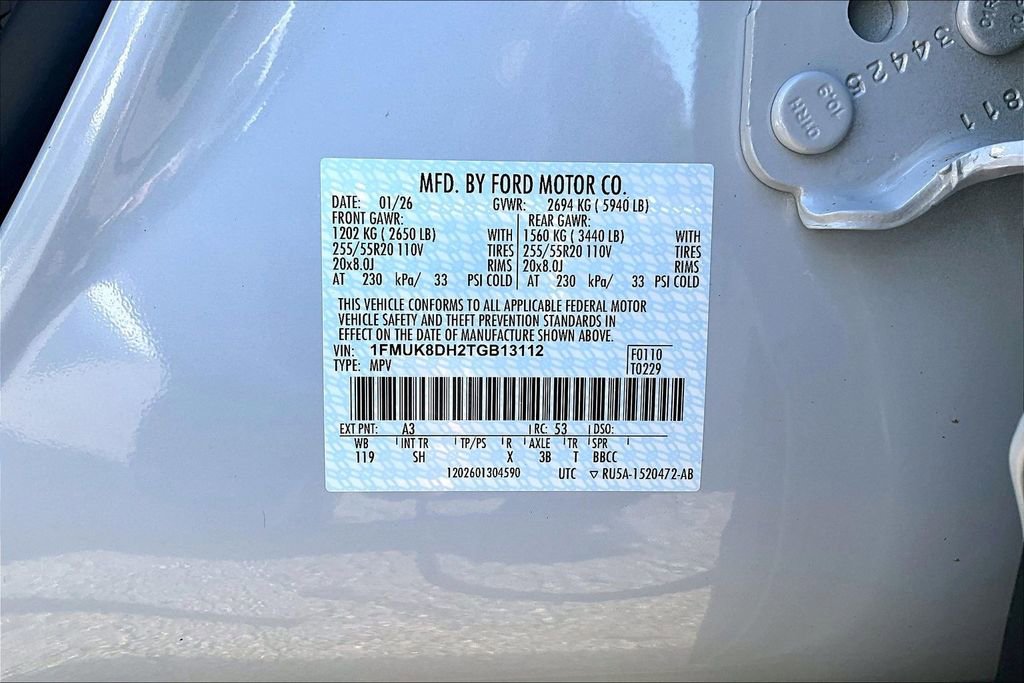 34425
811
10.9
QHRH
MFD. BY FORD MOTOR CO.
DATE: 01/26 GVWR: 2694 KG ( 5940 LB)
FRONT GAWR: REAR GAWR:
1202 KG ( 2650 LB) WITH 1560 KG ( 3440 LB) WITH
255/55R20 110V TIRES 255/55R20 110V TIRES
20x8.0J RIMS 20x8.0J RIMS
AT 230 kPa/ 33 PSI COLD AT 230 kPa/ 33 PSI COLD
THIS VEHICLE CONFORMS TO ALL APPLICABLE FEDERAL MOTOR
VEHICLE SAFETY AND THEFT PREVENTION STANDARDS IN
EFFECT ON THE DATE OF MANUFACTURE SHOWN ABOVE.
VIN: 1FMUK8DH2TGB13112 F0110
TYPE: MPV T0229
EXT PNT: A3 RC: 53 DSO:
WB INT TR TP/PS R AXLE TR SPR
119 SH X 3B T BBCC
1202601304590 UTC ▽ RU5A-1520472-AB